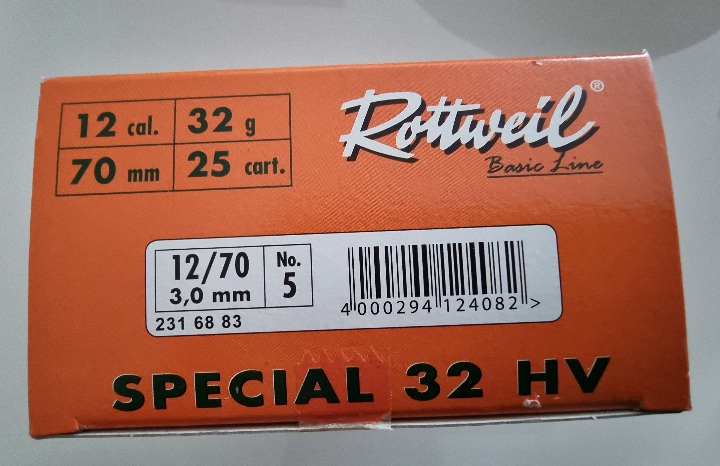 12 cal. 32 g
70 mm 25 cart.
Rottweil®
Basic Line
12/70 No.
3,0 mm 5
231 68 83
4 000294 124082 >
SPECIAL 32 HV